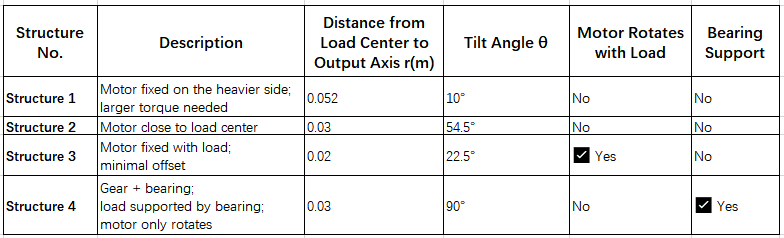 Structure No. Description Distance from Load Center to Output Axis r(m) Tilt Angle θ Motor Rotates with Load Bearing Support
Structure 1 Motor fixed on the heavier side; larger torque needed 0.052 10° No No
Structure 2 Motor close to load center 0.03 54.5° No No
Structure 3 Motor fixed with load; minimal offset 0.02 22.5° ✓ Yes No
Structure 4 Gear + bearing; load supported by bearing; motor only rotates 0.03 90° No ✓ Yes